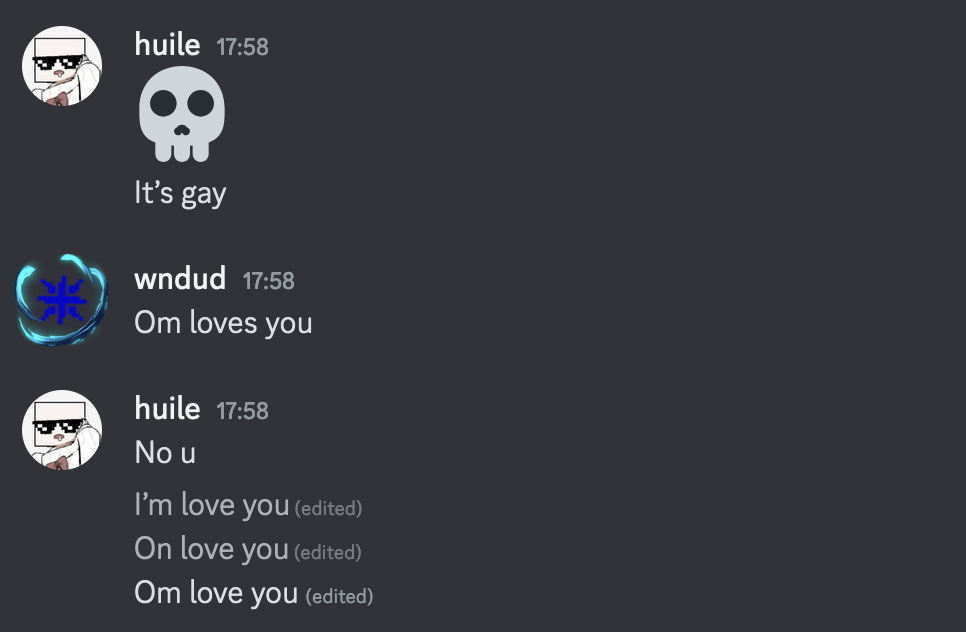 huile 17:58
💀
It's gay
wndud 17:58
Om loves you
huile 17:58
No u
I'm love you (edited)
On love you (edited)
Om love you (edited)